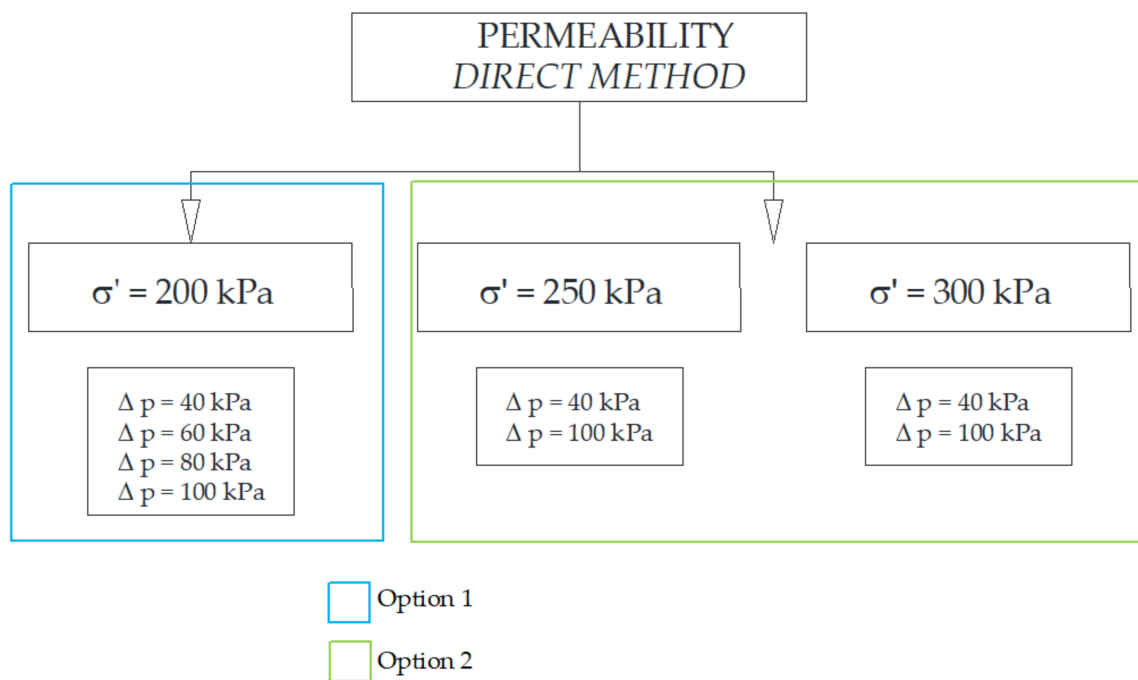 PERMEABILITY
DIRECT METHOD
σ' = 200 kPa
σ' = 250 kPa
σ' = 300 kPa
Δ p = 40 kPa
Δ p = 60 kPa
Δ p = 80 kPa
Δ p = 100 kPa
Δ p = 40 kPa
Δ p = 100 kPa
Δ p = 40 kPa
Δ p = 100 kPa
Option 1
Option 2